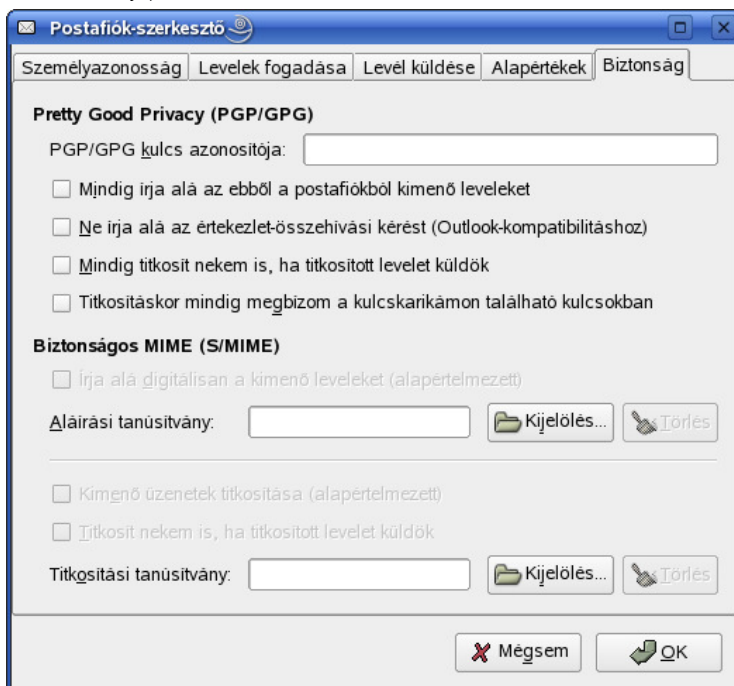 Postafiók-szerkesztő
Személyazonosság Levelek fogadása Levél küldése Alapértékek Biztonság
Pretty Good Privacy (PGP/GPG)
PGP/GPG kulcs azonosítója:
Mindig írja alá az ebből a postafiókból kimenő leveleket
Ne írja alá az értekezlet-összehívási kérést (Outlook-kompatibilitáshoz)
Mindig titkosít nekem is, ha titkosított levelet küldök
Titkosításkor mindig megbízom a kulcskarikámon található kulcsokban
Biztonságos MIME (S/MIME)
Írja alá digitálisan a kimenő leveleket (alapértelmezett)
Aláírási tanúsítvány: Kijelölés... Törlés
Kimenő üzenetek titkosítása (alapértelmezett)
Titkosít nekem is, ha titkosított levelet küldök
Titkosítási tanúsítvány: Kijelölés... Törlés
Mégsem OK